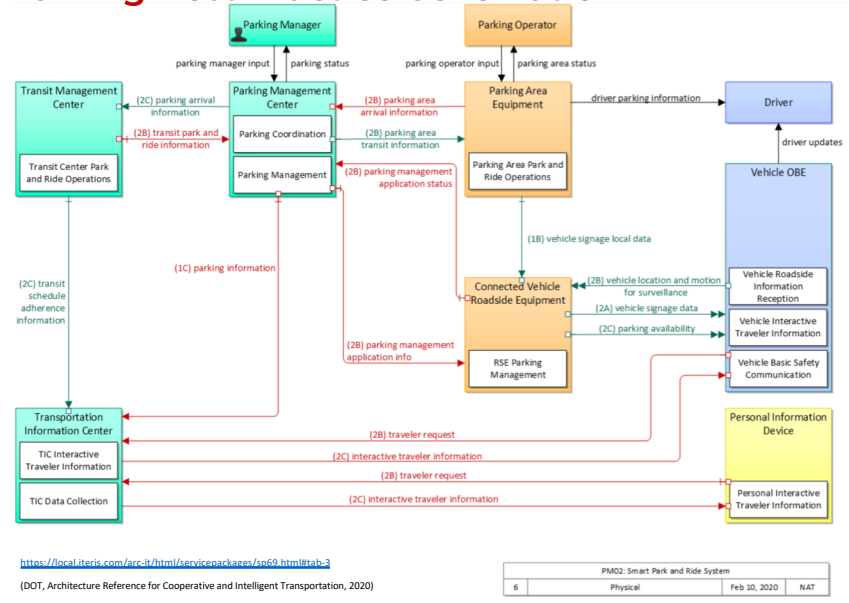 Parking Manager
Parking Operator
parking manager input
parking status
parking operator input
parking area status
Transit Management
Center
Transit Center Park
and Ride Operations
(2C) parking arrival
information
(2B) transit park and
ride information
Parking Management
Center
Parking Coordination
Parking Management
(2B) parking area
arrival information
(2B) parking area
transit information
(2B) parking management
application status
Parking Area
Equipment
Parking Area Park and
Ride Operations
driver parking information
Driver
driver updates
Vehicle OBE
Vehicle Roadside
Information
Reception
Vehicle Interactive
Traveler Information
Vehicle Basic Safety
Communication
(1B) vehicle signage local data
(1C) parking information
(2C) transit
schedule
adherence
information
Connected Vehicle
Roadside Equipment
RSE Parking
Management
(2B) vehicle location and motion
for surveillance
(2A) vehicle signage data
(2C) parking availability
(2B) parking management
application info
Transportation
Information Center
TIC Interactive
Traveler Information
TIC Data Collection
(2B) traveler request
(2C) interactive traveler information
(2B) traveler request
(2C) interactive traveler information
Personal Information
Device
Personal Interactive
Traveler Information
https://local.iteris.com/arc-it/html/servicepackages/sp69.html#tab-3
(DOT, Architecture Reference for Cooperative and Intelligent Transportation, 2020)
PM02: Smart Park and Ride System
6 Physical Feb 10, 2020 NAT